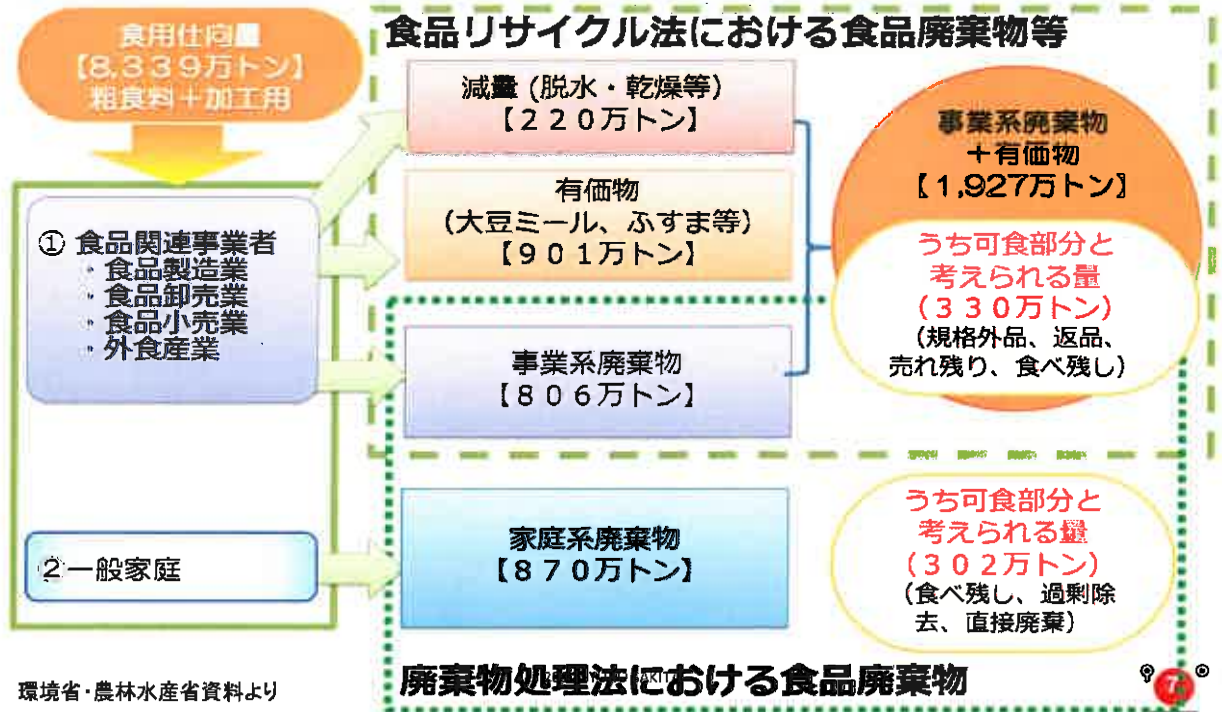 食用仕向量
【8,339万トン】
粗食料＋加工用
食品リサイクル法における食品廃棄物等
減量 (脱水・乾燥等)
【２２０万トン】
有価物
(大豆ミール、ふすま等)
【９０１万トン】
事業系廃棄物
＋有価物
【1,927万トン】
① 食品関連事業者
・食品製造業
・食品卸売業
・食品小売業
・外食産業
うち可食部分と
考えられる量
(３３０万トン)
(規格外品、返品、
売れ残り、食べ残し)
事業系廃棄物
【８０６万トン】
②一般家庭
家庭系廃棄物
【８７０万トン】
うち可食部分と
考えられる量
(３０２万トン)
(食べ残し、過剰除
去、直接廃棄)
廃棄物処理法における食品廃棄物
環境省・農林水産省資料より
7